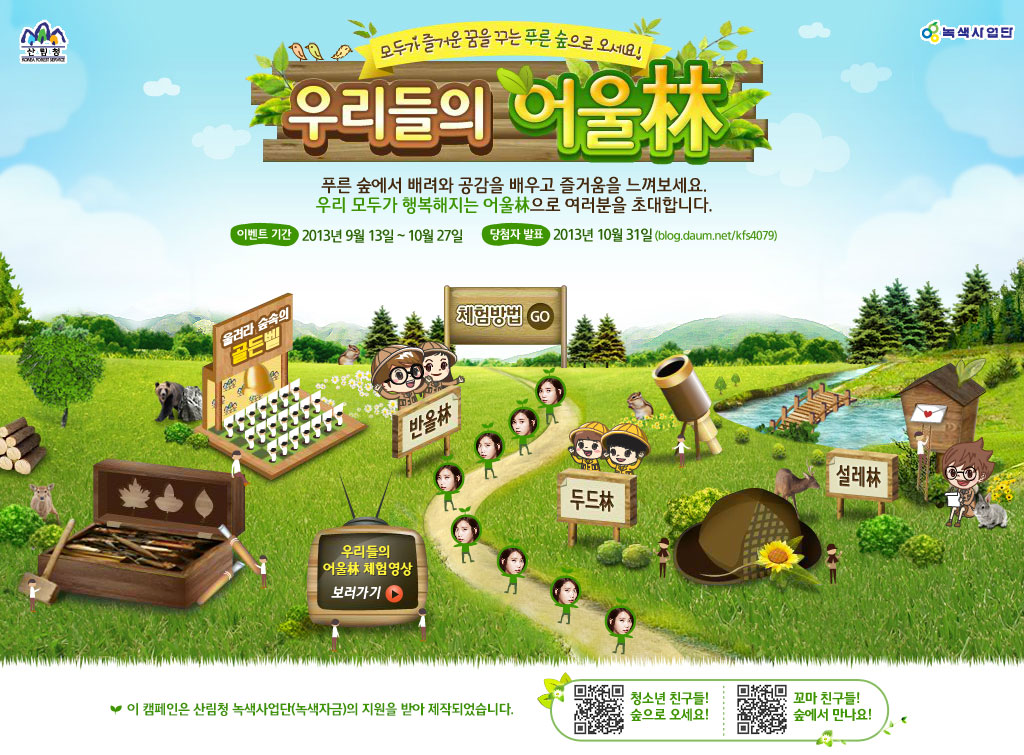 산림청
KOREA FOREST SERVICE
녹색사업단
모두가 즐거운 꿈을 꾸는 푸른 숲으로 오세요!
우리들의 어울林
푸른 숲에서 배려와 공감을 배우고 즐거움을 느껴보세요.
우리 모두가 행복해지는 어울林으로 여러분을 초대합니다.
이벤트 기간 2013년 9월 13일 ~ 10월 27일 당첨자 발표 2013년 10월 31일 (blog.daum.net/kfs4079)
체험방법 GO
울려라 숲속의
골든벨
반올林
두드林
설레林
우리들의
어울林 체험영상
보러가기
이 캠페인은 산림청 녹색사업단(녹색자금)의 지원을 받아 제작되었습니다.
청소년 친구들!
숲으로 오세요!
꼬마 친구들!
숲에서 만나요!